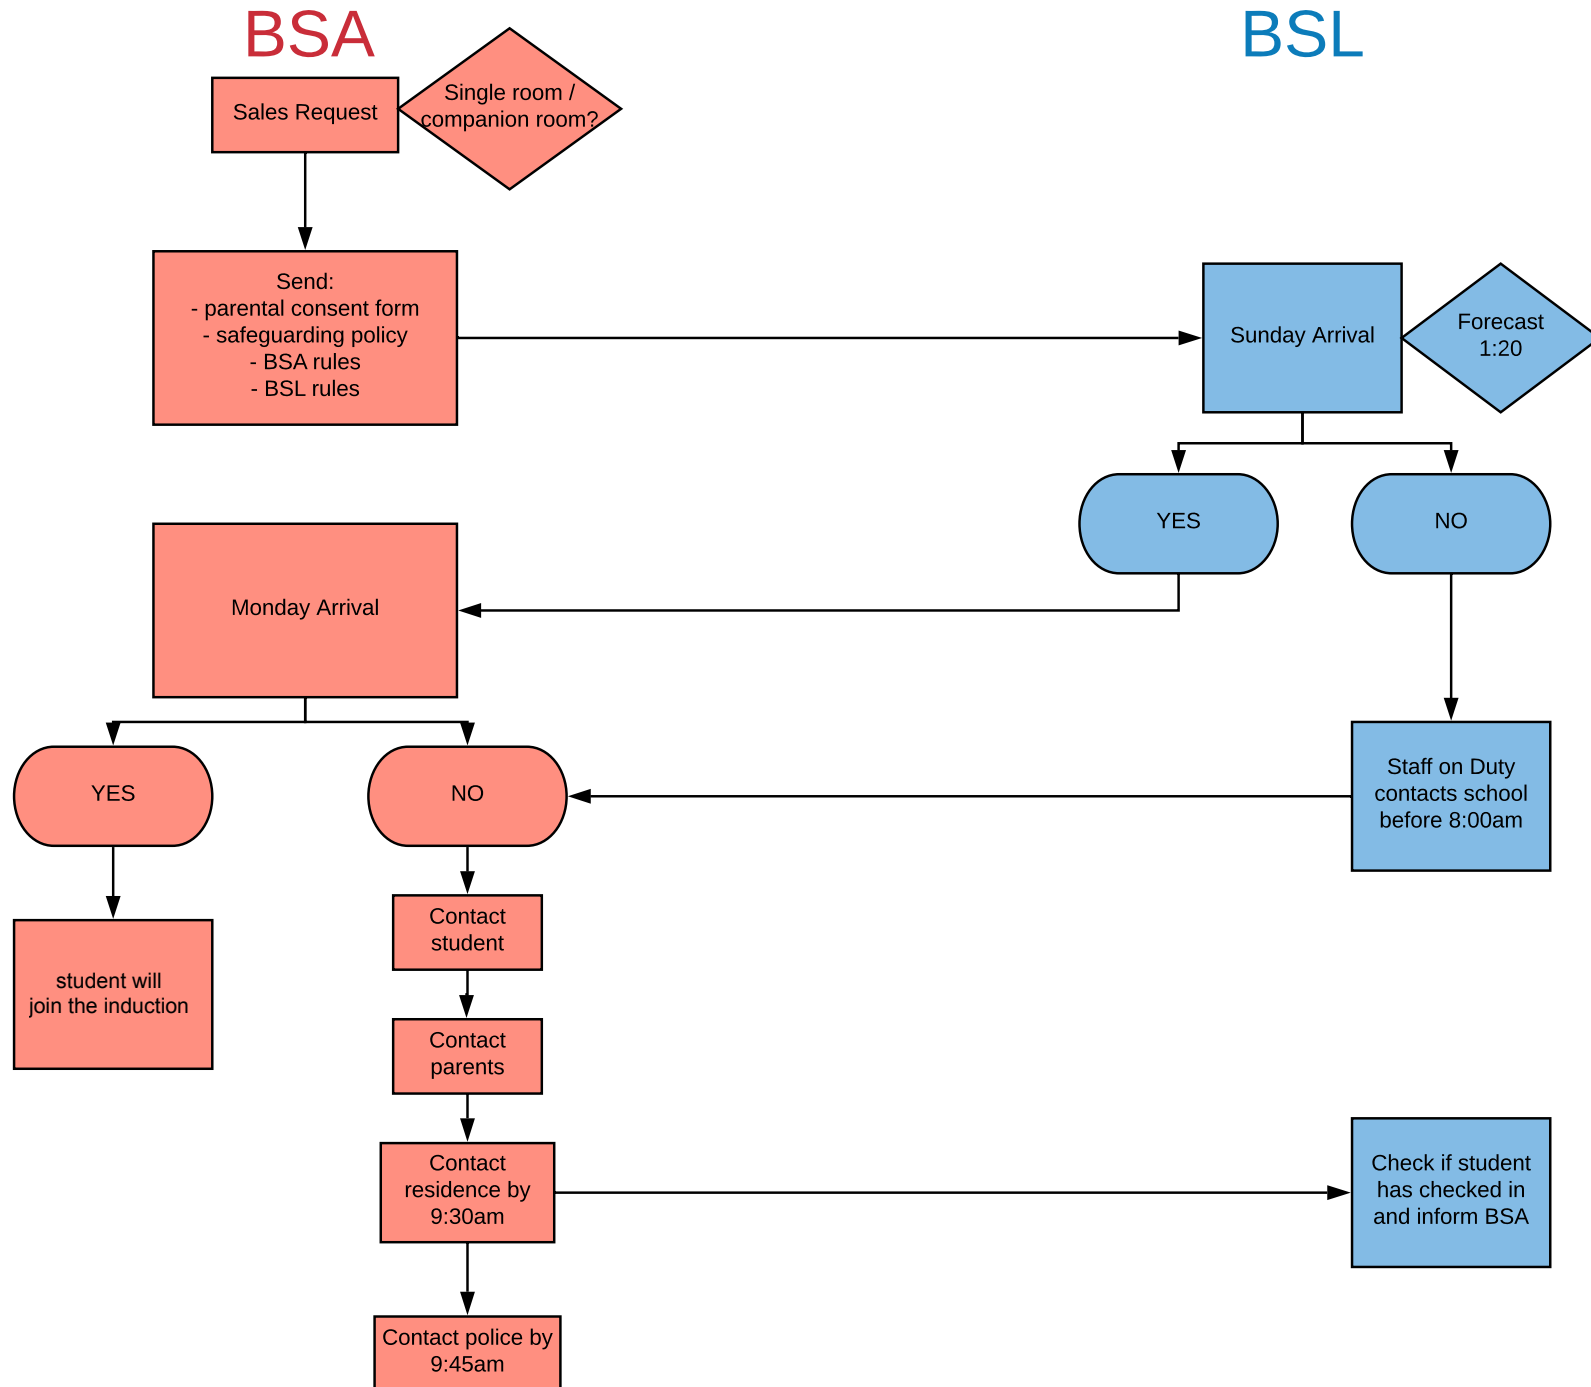 BSA
BSL
Sales Request
Single room /
companion room?
Send:
- parental consent form
- safeguarding policy
- BSA rules
- BSL rules
Sunday Arrival
Forecast
1:20
YES
NO
Monday Arrival
YES
NO
Staff on Duty
contacts school
before 8:00am
student will
join the induction
Contact
student
Contact
parents
Contact
residence by
9:30am
Check if student
has checked in
and inform BSA
Contact police by
9:45am